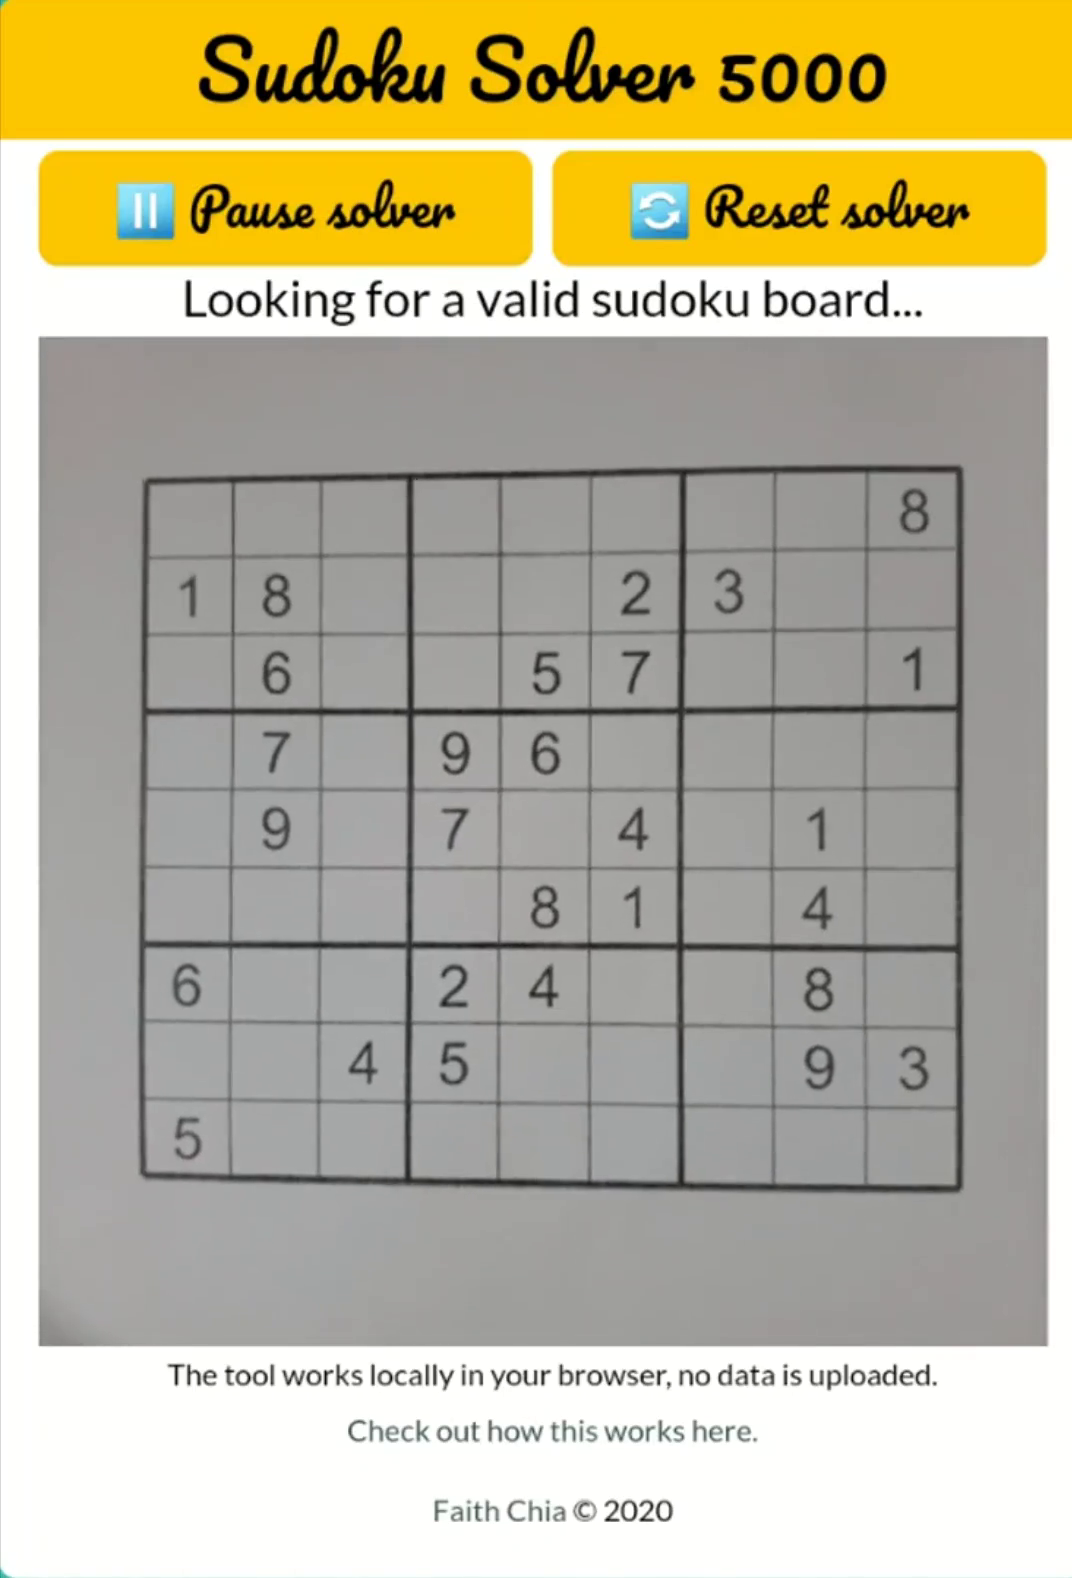 Sudoku Solver 5000
Pause solver
Reset solver
Looking for a valid sudoku board...
8
1 8 2 3
6 5 7 1
7 9 6
9 7 4 1
8 1 4
6 2 4 8
4 5 9 3
5
The tool works locally in your browser, no data is uploaded.
Check out how this works here.
Faith Chia © 2020